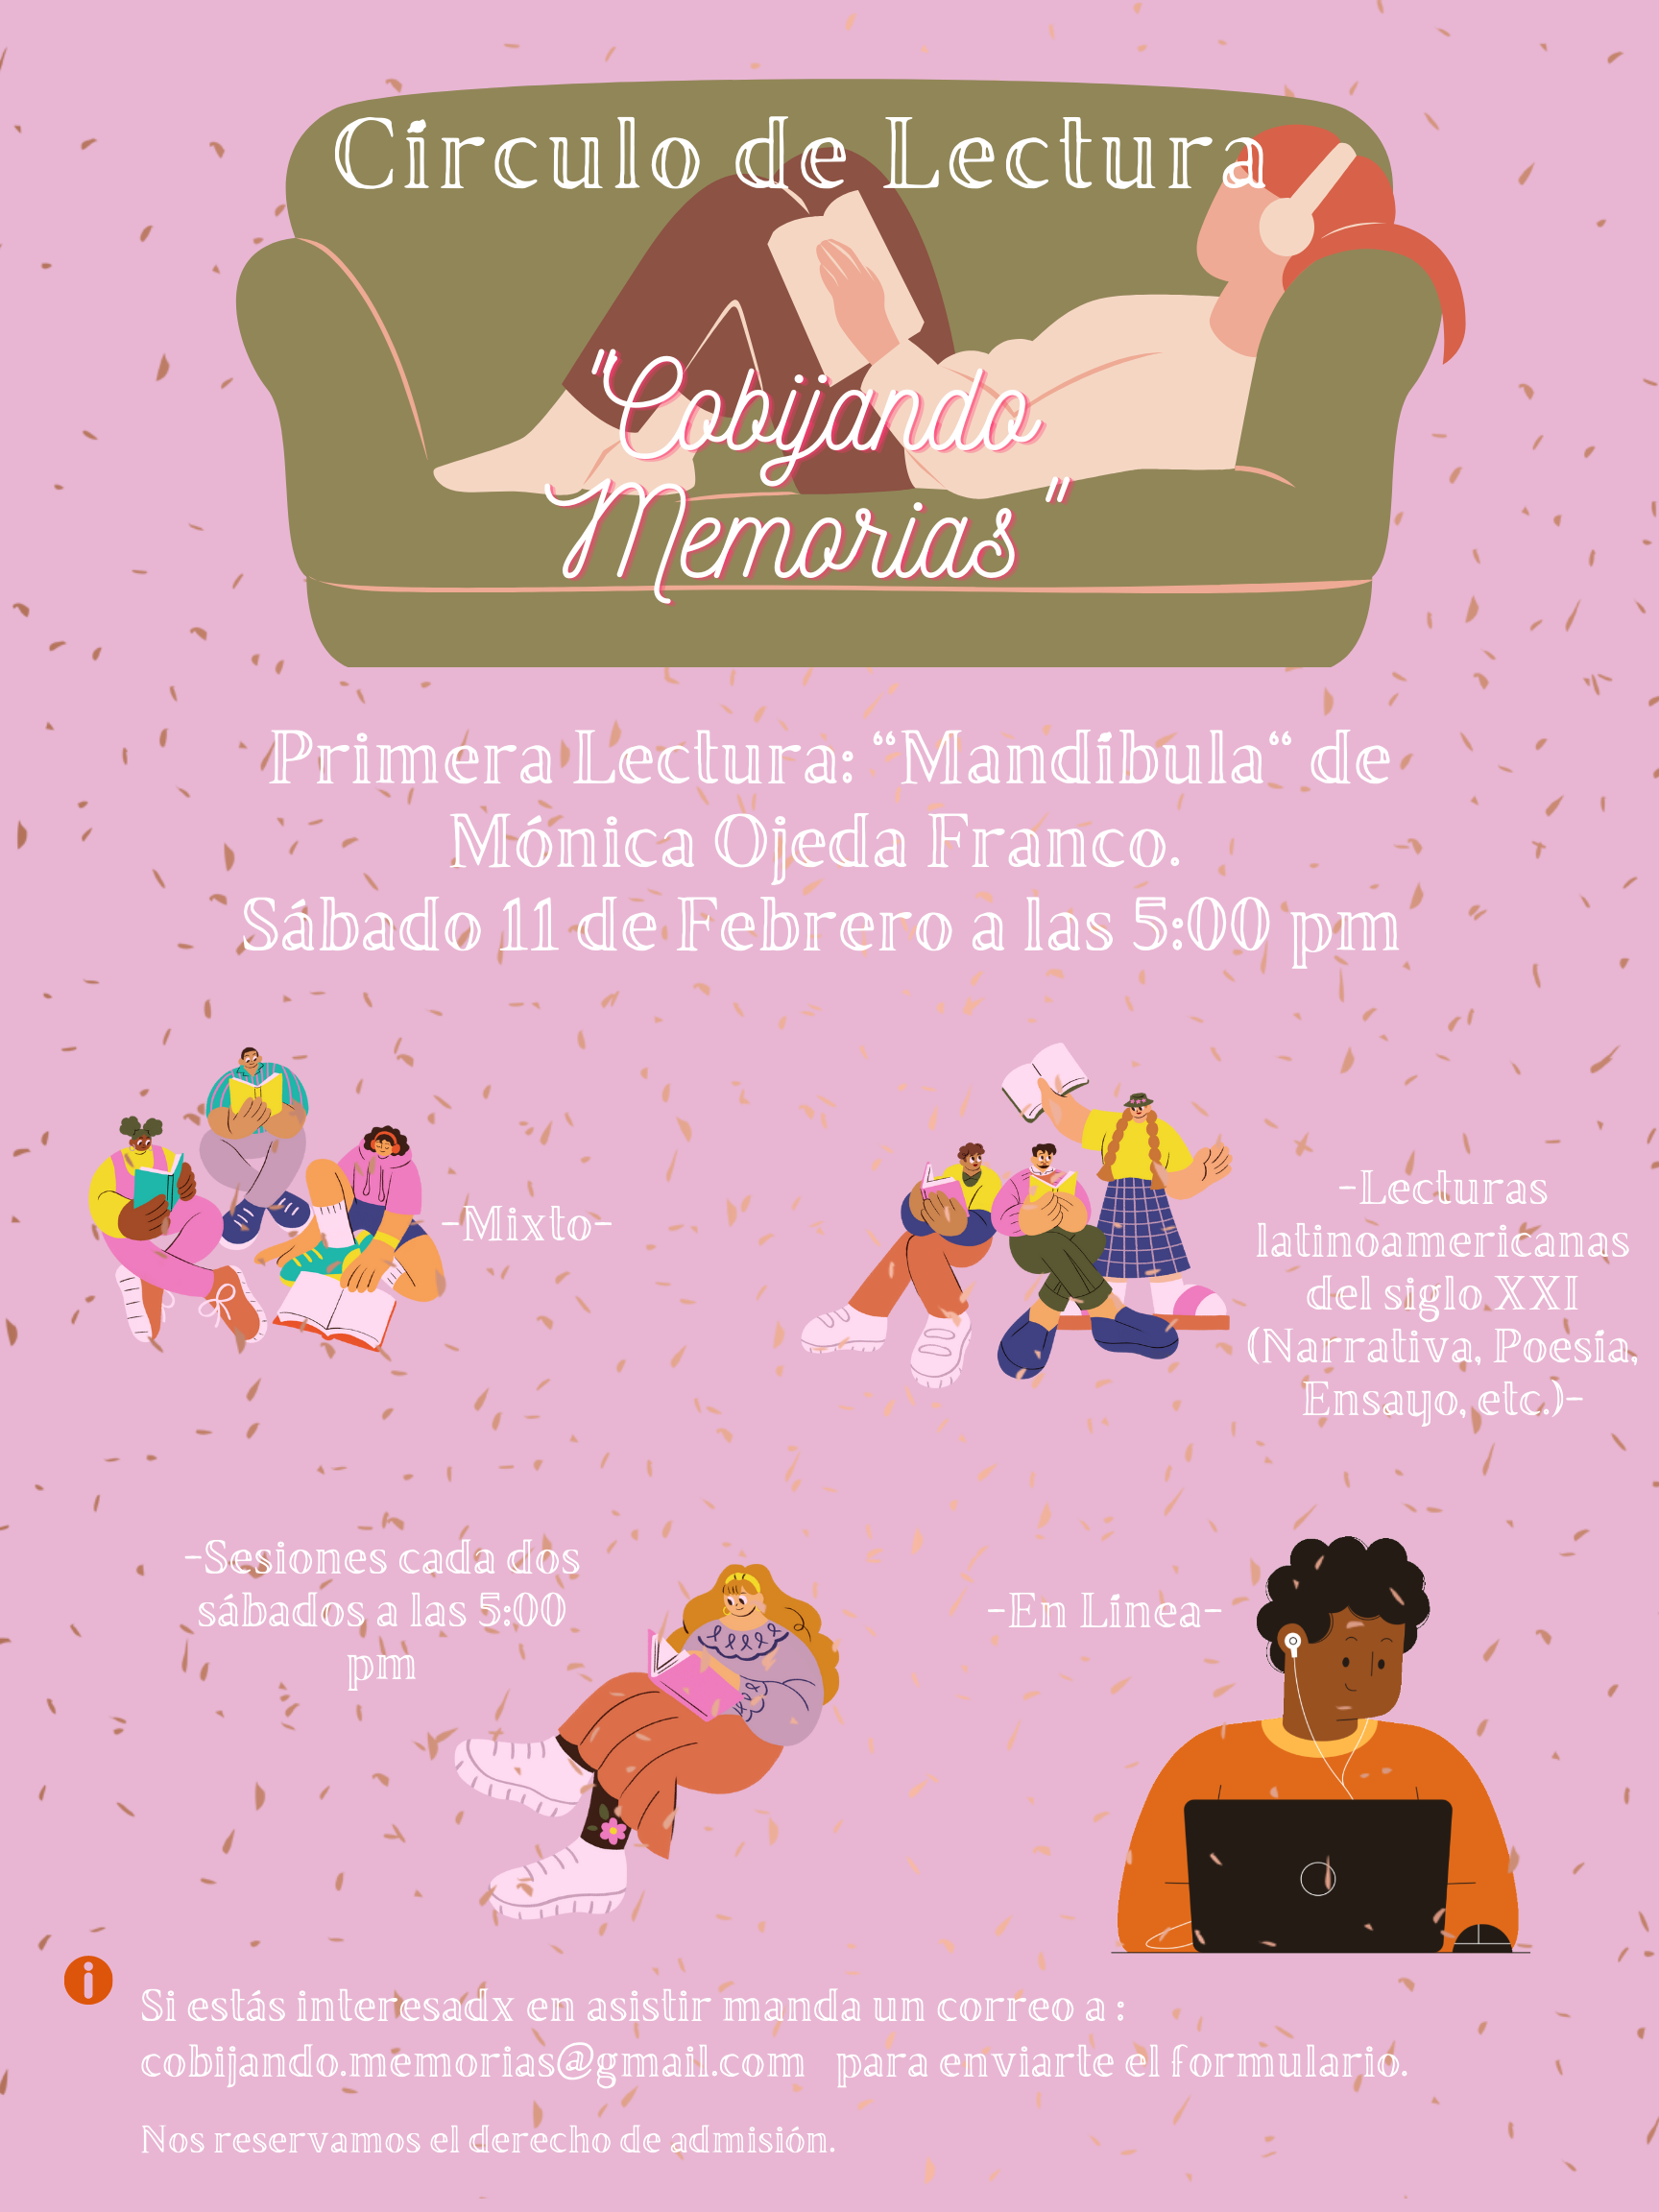 Círculo de Lectura
"Cobijando
Memorias"
Primera Lectura: “Mandíbula“ de
Mónica Ojeda Franco.
Sábado 11 de Febrero a las 5:00 pm
-Mixto-
-Lecturas
latinoamericanas
del siglo XXI
(Narrativa, Poesía,
Ensayo, etc.)-
-Sesiones cada dos
sábados a las 5:00
pm
-En Línea-
i
Si estás interesadx en asistir manda un correo a :
cobijando.memorias@gmail.com para enviarte el formulario.
Nos reservamos el derecho de admisión.